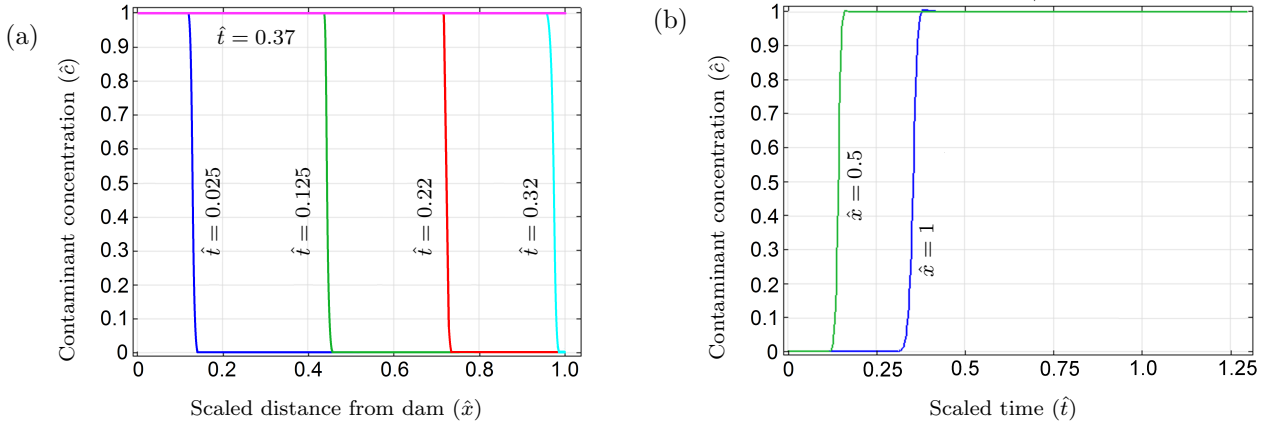 (a)
Contaminant concentration (ĉ)
1
0.9
0.8
0.7
0.6
0.5
0.4
0.3
0.2
0.1
0
t̂ = 0.37
t̂ = 0.025
t̂ = 0.125
t̂ = 0.22
t̂ = 0.32
0 0.2 0.4 0.6 0.8 1.0
Scaled distance from dam (x̂)
(b)
Contaminant concentration (ĉ)
1
0.9
0.8
0.7
0.6
0.5
0.4
0.3
0.2
0.1
0
x̂ = 0.5
x̂ = 1
0 0.25 0.5 0.75 1.0 1.25
Scaled time (t̂)